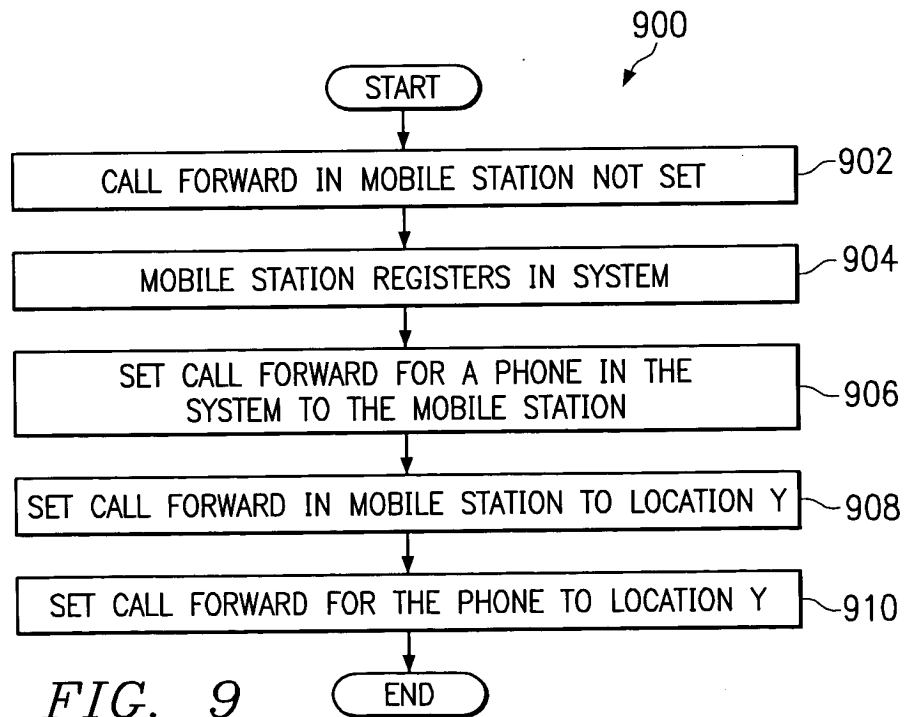 900
START
CALL FORWARD IN MOBILE STATION NOT SET
902
MOBILE STATION REGISTERS IN SYSTEM
904
SET CALL FORWARD FOR A PHONE IN THE
SYSTEM TO THE MOBILE STATION
906
SET CALL FORWARD IN MOBILE STATION TO LOCATION Y
908
SET CALL FORWARD FOR THE PHONE TO LOCATION Y
910
END
FIG. 9